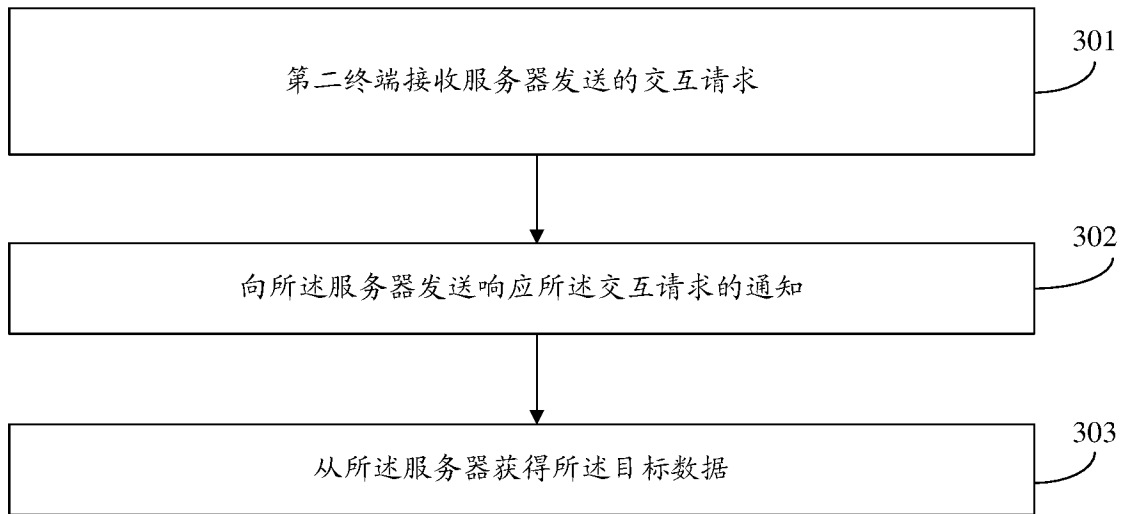 301
第二终端接收服务器发送的交互请求
302
向所述服务器发送响应所述交互请求的通知
303
从所述服务器获得所述目标数据